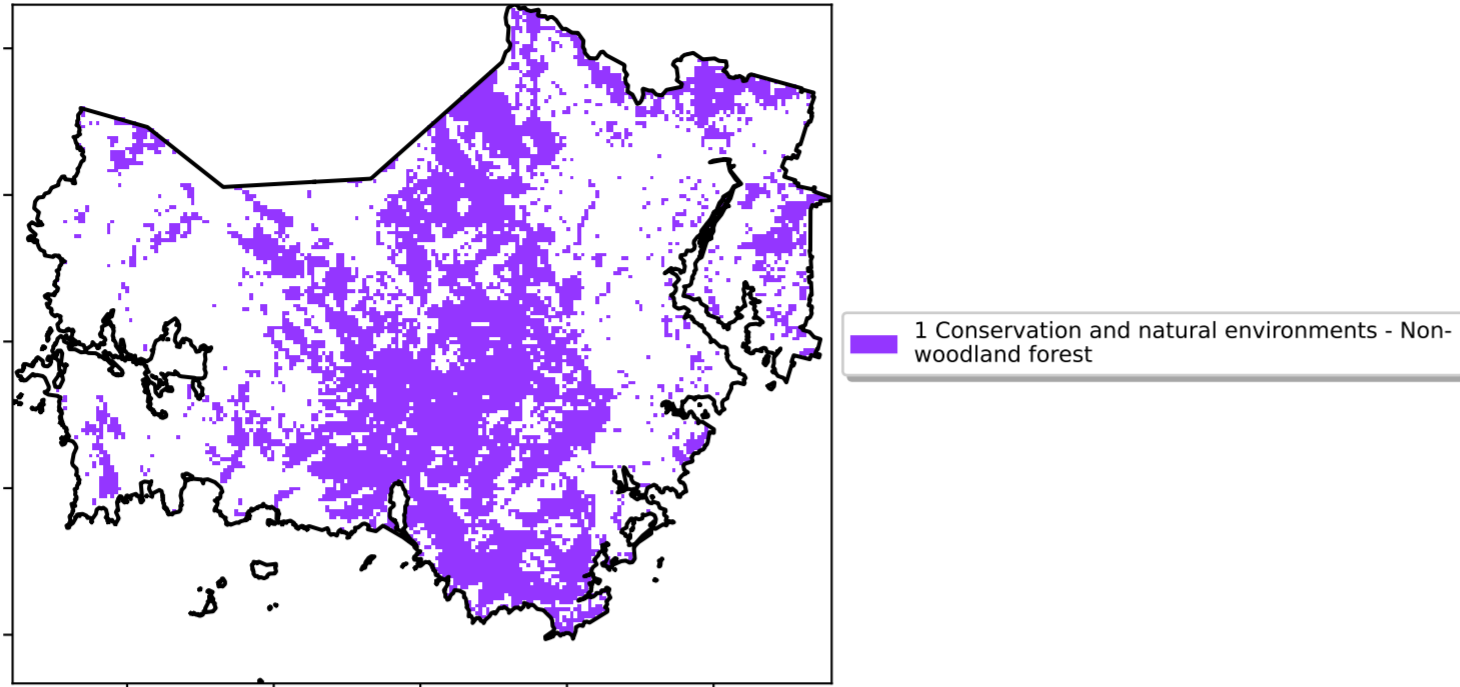 1 Conservation and natural environments - Non-
woodland forest